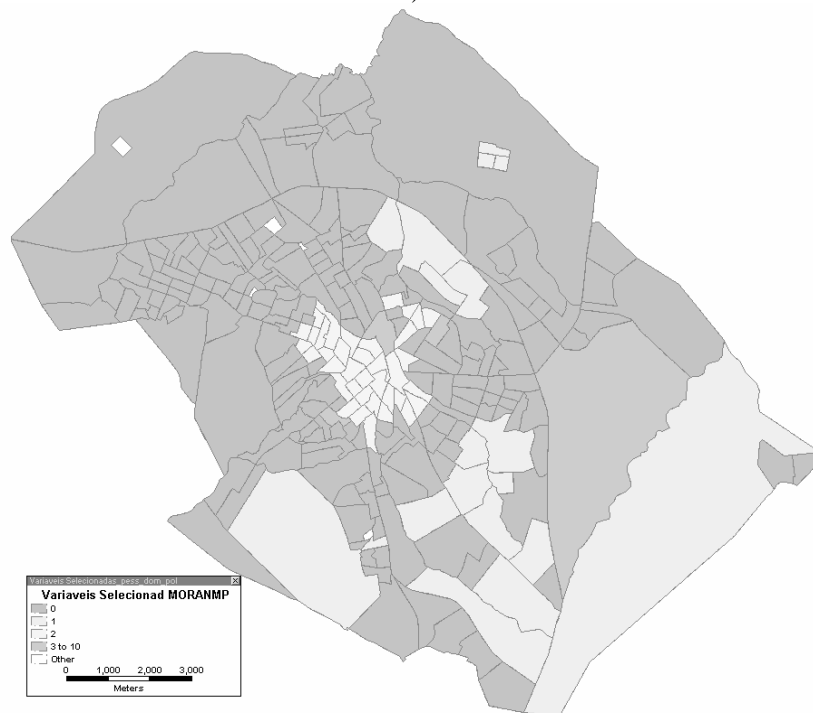 )
Variaveis Selecionadas_pess_dom_pol
Variaveis Selecionad MORANMP
0
1
2
3 to 10
Other
0 1,000 2,000 3,000
Meters